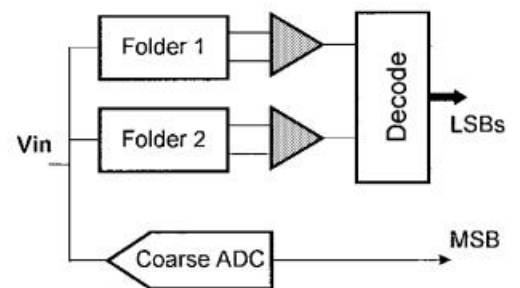 Folder 1
Folder 2
Vin
Decode
LSBs
Coarse ADC
MSB